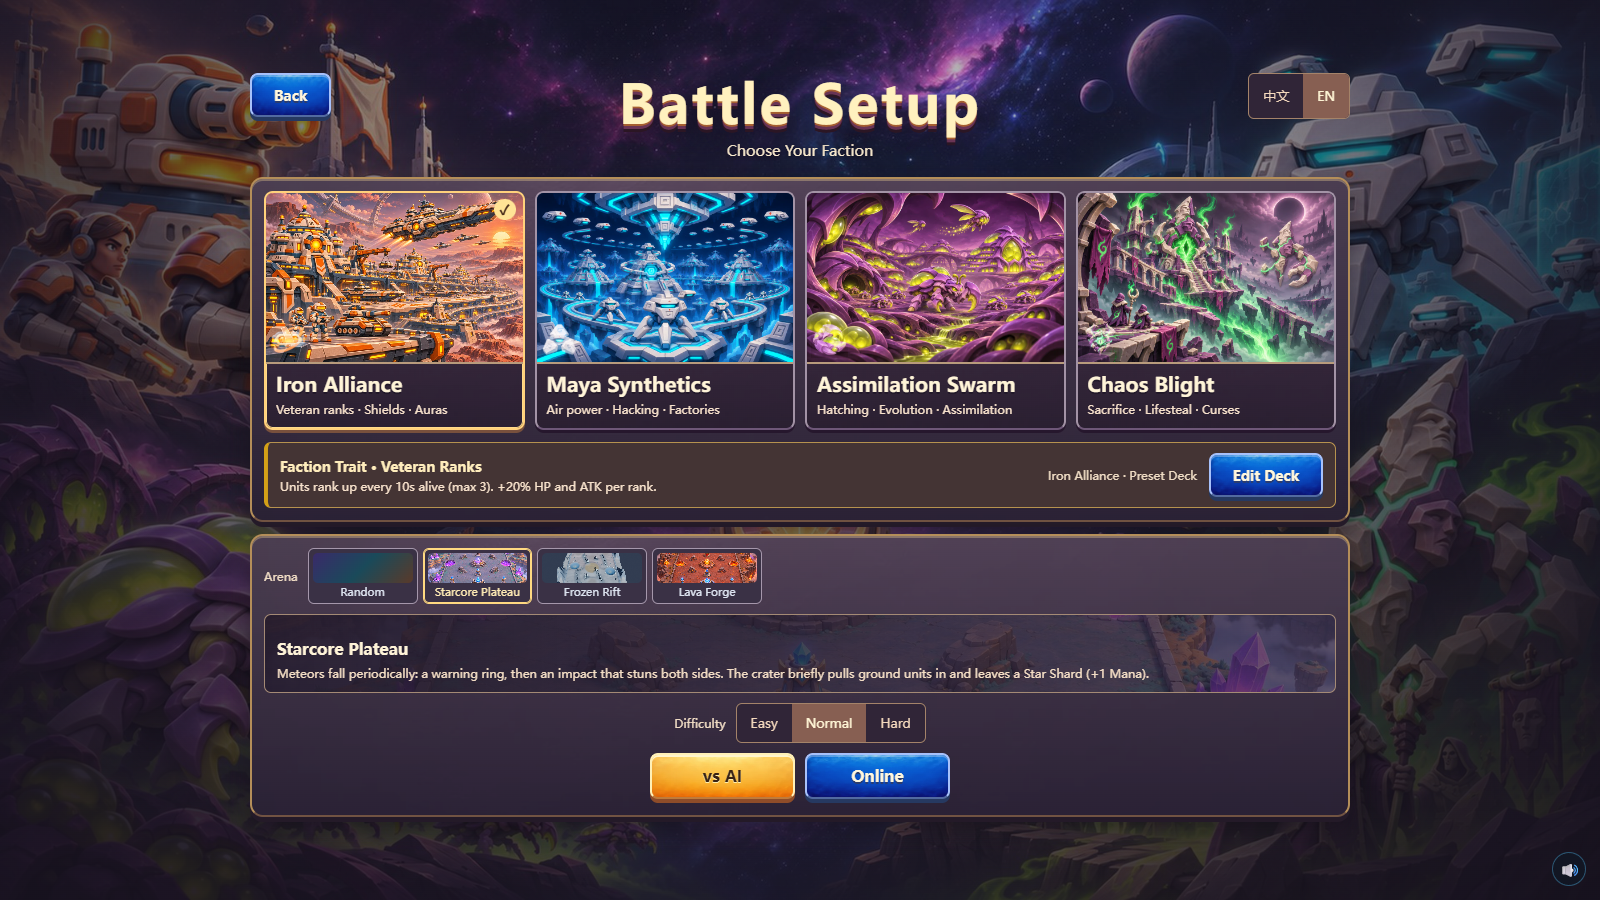 Back
Battle Setup
中文
EN
Choose Your Faction
Iron Alliance
Veteran ranks · Shields · Auras
Maya Synthetics
Air power · Hacking · Factories
Assimilation Swarm
Hatching · Evolution · Assimilation
Chaos Blight
Sacrifice · Lifesteal · Curses
Faction Trait • Veteran Ranks
Units rank up every 10s alive (max 3). +20% HP and ATK per rank.
Iron Alliance · Preset Deck
Edit Deck
Arena
Random
Starcore Plateau
Frozen Rift
Lava Forge
Starcore Plateau
Meteors fall periodically: a warning ring, then an impact that stuns both sides. The crater briefly pulls ground units in and leaves a Star Shard (+1 Mana).
Difficulty
Easy
Normal
Hard
vs AI
Online